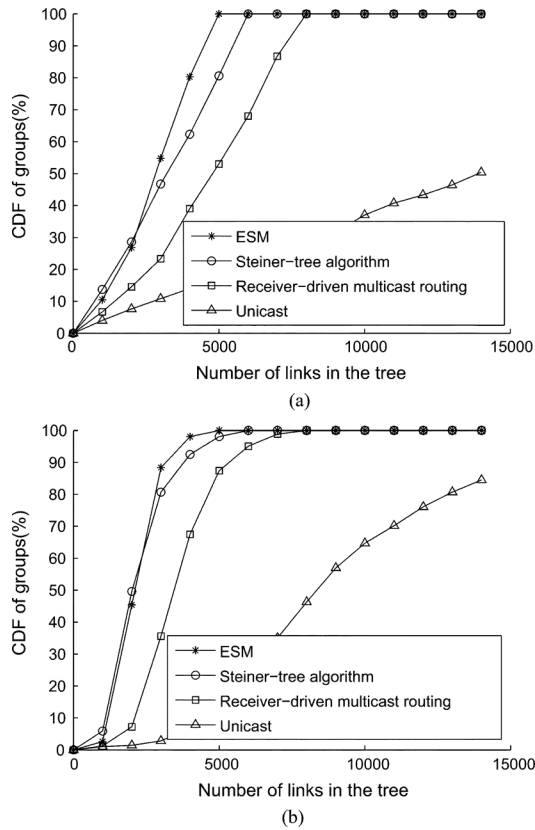 100
90
80
70
60
50
40
30
20
10
0
CDF of groups(%)
ESM
Steiner-tree algorithm
Receiver-driven multicast routing
Unicast
0 5000 10000 15000
Number of links in the tree
(a)
100
90
80
70
60
50
40
30
20
10
0
CDF of groups(%)
ESM
Steiner-tree algorithm
Receiver-driven multicast routing
Unicast
0 5000 10000 15000
Number of links in the tree
(b)